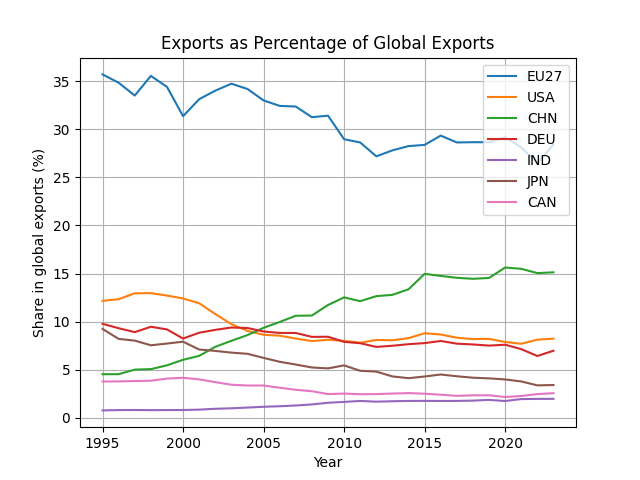 Exports as Percentage of Global Exports
35
30
25
20
15
10
5
0
Share in global exports (%)
EU27
USA
CHN
DEU
IND
JPN
CAN
1995
2000
2005
2010
2015
2020
Year